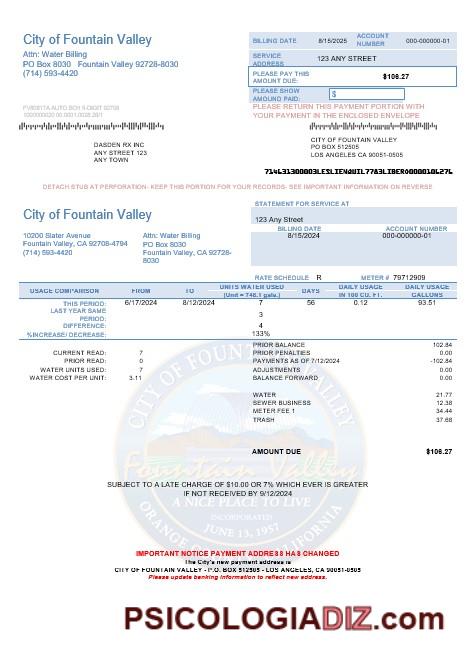 City of Fountain Valley
Attn: Water Billing
PO Box 8030 Fountain Valley 92728-8030
(714) 593-4420
BILLING DATE 8/15/2025 ACCOUNT NUMBER 000-000000-01
SERVICE ADDRESS 123 ANY STREET
PLEASE PAY THIS AMOUNT DUE: $106.27
PLEASE SHOW AMOUNT PAID: $
PLEASE RETURN THIS PAYMENT PORTION WITH
YOUR PAYMENT IN THE ENCLOSED ENVELOPE
DASDEN RX INC
ANY STREET 123
ANY TOWN
CITY OF FOUNTAIN VALLEY
PO BOX 512505
LOS ANGELES CA 90051-0505
DETACH STUB AT PERFORATION- KEEP THIS PORTION FOR YOUR RECORDS- SEE IMPORTANT INFORMATION ON REVERSE
City of Fountain Valley
10200 Slater Avenue
Fountain Valley, CA 92708-4794
(714) 593-4420
Attn: Water Billing
PO Box 8030
Fountain Valley, CA 92728-
8030
STATEMENT FOR SERVICE AT
123 Any Street
BILLING DATE ACCOUNT NUMBER
8/15/2024 000-000000-01
RATE SCHEDULE R METER # 79712909
USAGE COMPARISON FROM TO UNITS WATER USED (Unit = 748.1 gals.) DAYS DAILY USAGE IN 100 CU. FT. DAILY USAGE GALLONS
THIS PERIOD: 6/17/2024 8/12/2024 7 56 0.12 93.51
LAST YEAR SAME PERIOD: 3
DIFFERENCE: 4
%INCREASE/ DECREASE: 133%
CURRENT READ: 7
PRIOR READ: 0
WATER UNITS USED: 7
WATER COST PER UNIT: 3.11
PRIOR BALANCE 102.84
PRIOR PENALTIES 0.00
PAYMENTS AS OF 7/12/2024 -102.84
ADJUSTMENTS 0.00
BALANCE FORWARD 0.00
WATER 21.77
SEWER BUSINESS 12.38
METER FEE 1 34.44
TRASH 37.68
AMOUNT DUE $106.27
CITY OF FOUNTAIN VALLEY
Fountain Valley
A NICE PLACE TO LIVE
JUNE 13, 1957
ORANGE COUNTY CALIFORNIA
SUBJECT TO A LATE CHARGE OF $10.00 OR 7% WHICH EVER IS GREATER
IF NOT RECEIVED BY 9/12/2024
IMPORTANT NOTICE PAYMENT ADDRESS HAS CHANGED
The City's new payment address is
CITY OF FOUNTAIN VALLEY - P.O. BOX 512505 - LOS ANGELES, CA 90051-0505
Please update banking information to reflect new address.
PSICOLOGIADIZ.com